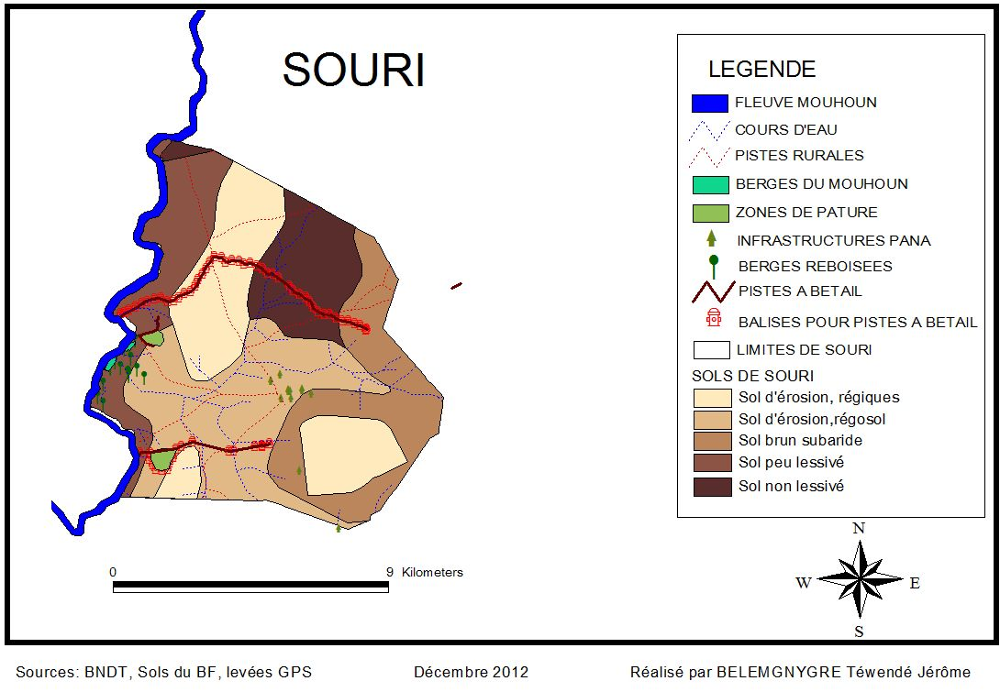 SOURI
LEGENDE
FLEUVE MOUHOUN
COURS D'EAU
PISTES RURALES
BERGES DU MOUHOUN
ZONES DE PATURE
INFRASTRUCTURES PANA
BERGES REBOISEES
PISTES A BETAIL
BALISES POUR PISTES A BETAIL
LIMITES DE SOURI
SOLS DE SOURI
Sol d'érosion, régiques
Sol d'érosion,régosol
Sol brun subaride
Sol peu lessivé
Sol non lessivé
N
W E
S
0 9 Kilometers
Sources: BNDT, Sols du BF, levées GPS Décembre 2012 Réalisé par BELEMGNYGRE Téwendé Jérôme